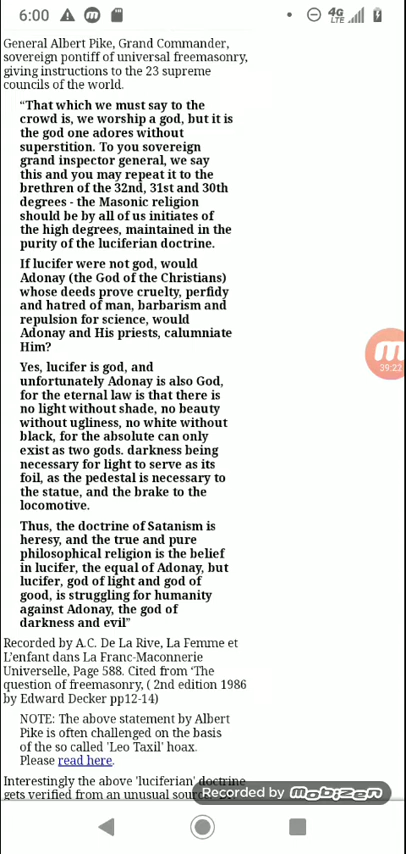 6:00
4G
LTE
General Albert Pike, Grand Commander,
sovereign pontiff of universal freemasonry,
giving instructions to the 23 supreme
councils of the world.
“That which we must say to the
crowd is, we worship a god, but it is
the god one adores without
superstition. To you sovereign
grand inspector general, we say
this and you may repeat it to the
brethren of the 32nd, 31st and 30th
degrees - the Masonic religion
should be by all of us initiates of
the high degrees, maintained in the
purity of the luciferian doctrine.
If lucifer were not god, would
Adonay (the God of the Christians)
whose deeds prove cruelty, perfidy
and hatred of man, barbarism and
repulsion for science, would
Adonay and His priests, calumniate
Him?
39:22
Yes, lucifer is god, and
unfortunately Adonay is also God,
for the eternal law is that there is
no light without shade, no beauty
without ugliness, no white without
black, for the absolute can only
exist as two gods. darkness being
necessary for light to serve as its
foil, as the pedestal is necessary to
the statue, and the brake to the
locomotive.
Thus, the doctrine of Satanism is
heresy, and the true and pure
philosophical religion is the belief
in lucifer, the equal of Adonay, but
lucifer, god of light and god of
good, is struggling for humanity
against Adonay, the god of
darkness and evil”
Recorded by A.C. De La Rive, La Femme et
L’enfant dans La Franc-Maconnerie
Universelle, Page 588. Cited from ‘The
question of freemasonry, ( 2nd edition 1986
by Edward Decker pp12-14)
NOTE: The above statement by Albert
Pike is often challenged on the basis
of the so called 'Leo Taxil' hoax.
Please read here.
Interestingly the above 'luciferian' doctrine
gets verified from an unusual
Recorded by mobizen